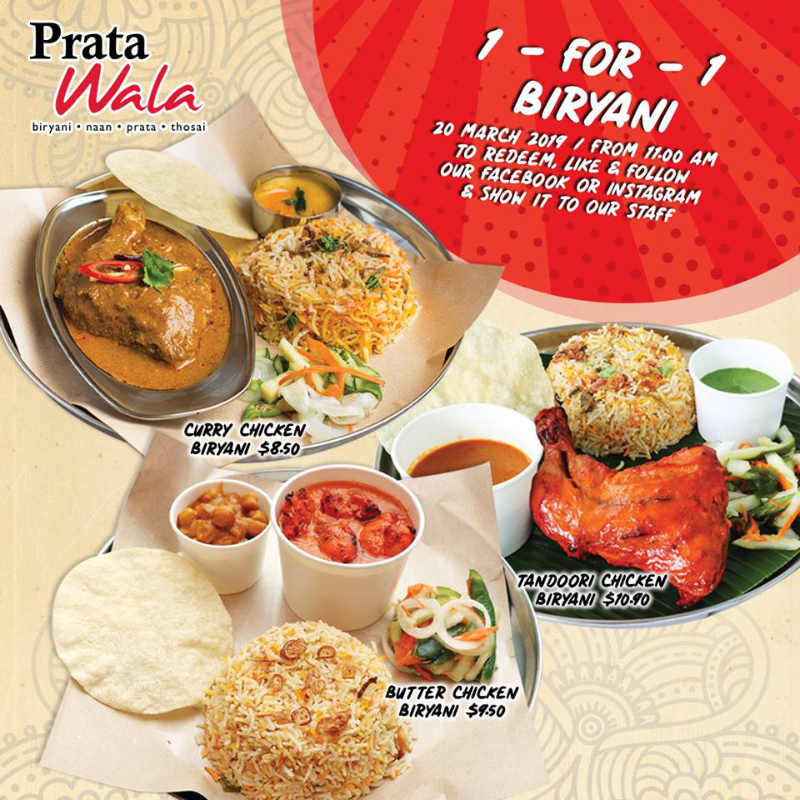 Prata
Wala
biryani • naan • prata • thosai
1 - FOR - 1
BIRYANI
20 MARCH 2019 / FROM 11.00 AM
TO REDEEM, LIKE & FOLLOW
OUR FACEBOOK OR INSTAGRAM
& SHOW IT TO OUR STAFF
CURRY CHICKEN
BIRYANI $8.50
TANDOORI CHICKEN
BIRYANI $10.90
BUTTER CHICKEN
BIRYANI $9.50